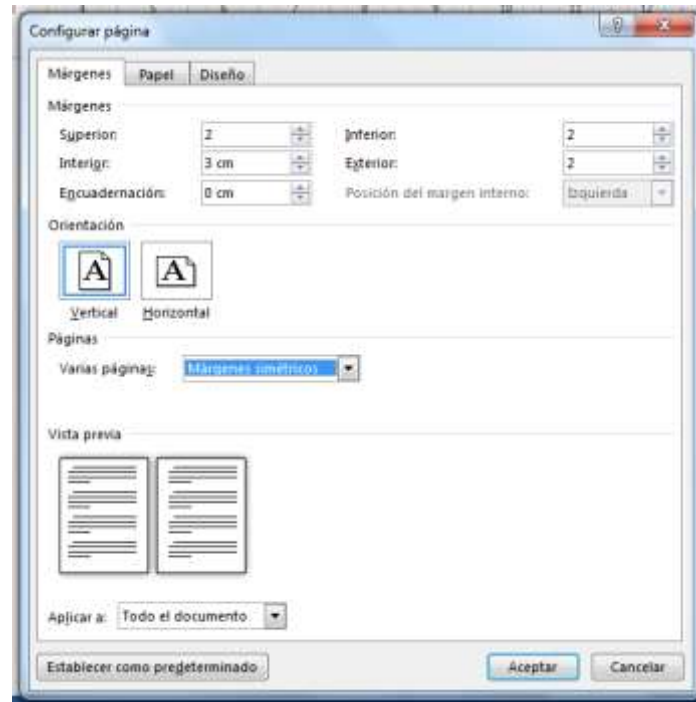 Configurar página
Márgenes Papel Diseño
Márgenes
Superior: 2 Inferior: 2
Interior: 3 cm Exterior: 2
Encuadernación: 0 cm Posición del margen interno: Izquierda
Orientación
A A
Vertical Horizontal
Páginas
Varias páginas: Márgenes simétricos
Vista previa
Aplicar a: Todo el documento
Establecer como predeterminado Aceptar Cancelar